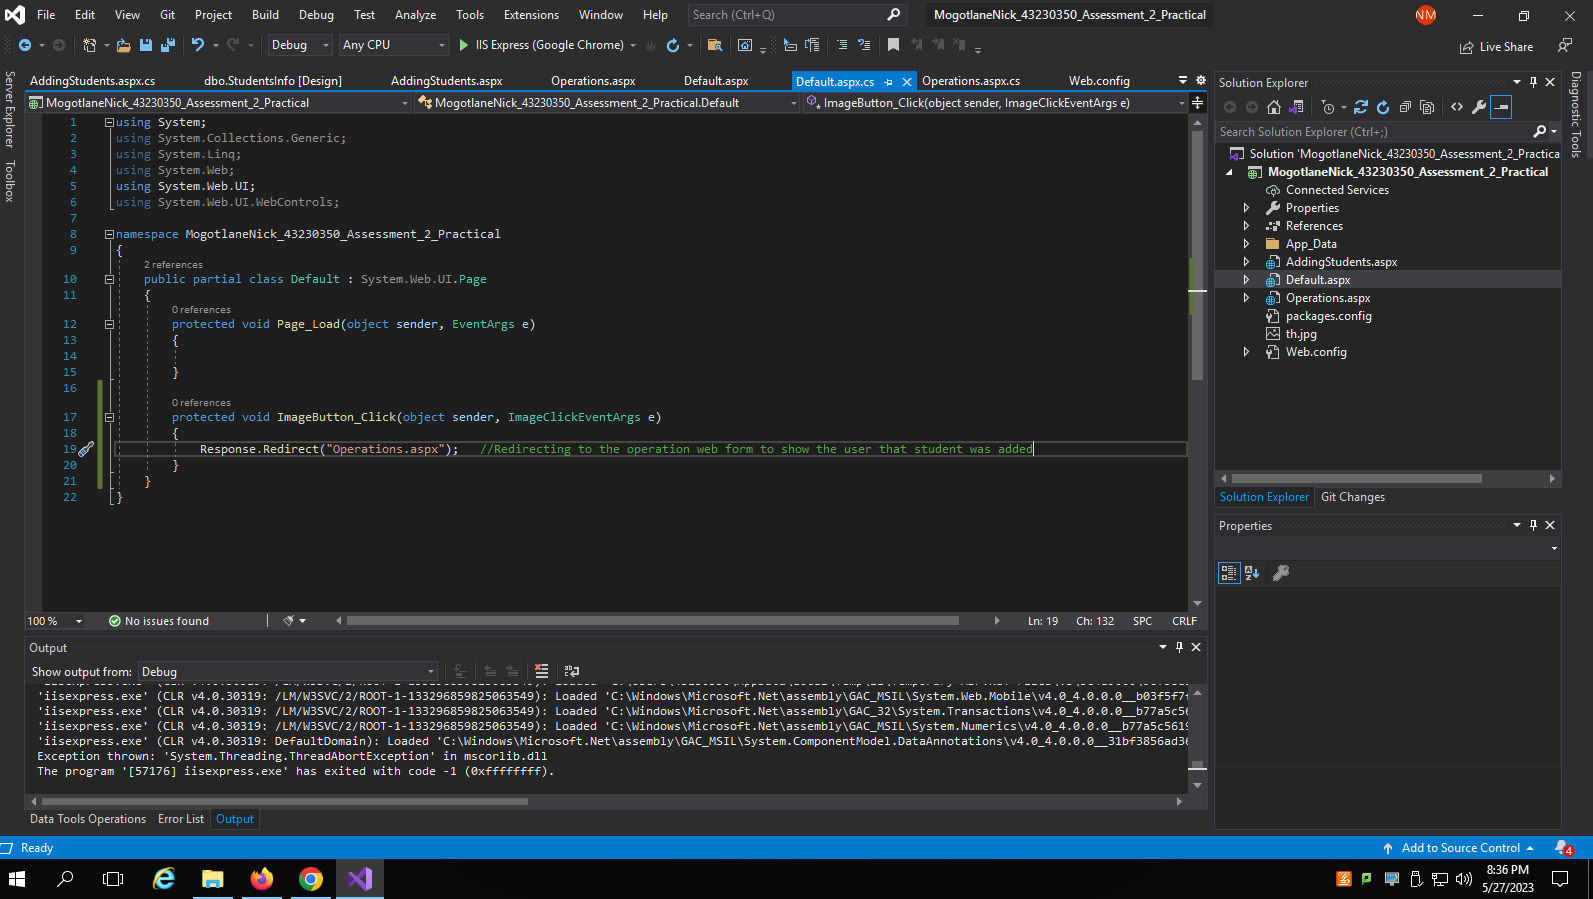 File Edit View Git Project Build Debug Test Analyze Tools Extensions Window Help Search (Ctrl+Q) MogotlaneNick_43230350_Assessment_2_Practical NM
Debug Any CPU IIS Express (Google Chrome) Live Share
Server Explorer
Toolbox
AddingStudents.aspx.cs dbo.StudentsInfo [Design] AddingStudents.aspx Operations.aspx Default.aspx Default.aspx.cs Operations.aspx.cs Web.config
MogotlaneNick_43230350_Assessment_2_Practical MogotlaneNick_43230350_Assessment_2_Practical.Default ImageButton_Click(object sender, ImageClickEventArgs e)
1 using System;
2 using System.Collections.Generic;
3 using System.Linq;
4 using System.Web;
5 using System.Web.UI;
6 using System.Web.UI.WebControls;
7
8 namespace MogotlaneNick_43230350_Assessment_2_Practical
9 {
2 references
10 public partial class Default : System.Web.UI.Page
11 {
0 references
12 protected void Page_Load(object sender, EventArgs e)
13 {
14
15 }
16
0 references
17 protected void ImageButton_Click(object sender, ImageClickEventArgs e)
18 {
19 Response.Redirect("Operations.aspx"); //Redirecting to the operation web form to show the user that student was added
20 }
21 }
22 }
100 % No issues found Ln: 19 Ch: 132 SPC CRLF
Output
Show output from: Debug
'iisexpress.exe' (CLR v4.0.30319: /LM/W3SVC/2/ROOT-1-133296859825063549): Loaded 'C:\Windows\Microsoft.Net\assembly\GAC_MSIL\System.Web.Mobile\v4.0_4.0.0.0__b03f5f7f
'iisexpress.exe' (CLR v4.0.30319: /LM/W3SVC/2/ROOT-1-133296859825063549): Loaded 'C:\Windows\Microsoft.Net\assembly\GAC_32\System.Transactions\v4.0_4.0.0.0__b77a5c56
'iisexpress.exe' (CLR v4.0.30319: /LM/W3SVC/2/ROOT-1-133296859825063549): Loaded 'C:\Windows\Microsoft.Net\assembly\GAC_MSIL\System.Numerics\v4.0_4.0.0.0__b77a5c5619
'iisexpress.exe' (CLR v4.0.30319: DefaultDomain): Loaded 'C:\Windows\Microsoft.Net\assembly\GAC_MSIL\System.ComponentModel.DataAnnotations\v4.0_4.0.0.0__31bf3856ad36
Exception thrown: 'System.Threading.ThreadAbortException' in mscorlib.dll
The program '[57176] iisexpress.exe' has exited with code -1 (0xffffffff).
Data Tools Operations Error List Output
Solution Explorer
Search Solution Explorer (Ctrl+;)
Solution 'MogotlaneNick_43230350_Assessment_2_Practica
MogotlaneNick_43230350_Assessment_2_Practical
Connected Services
Properties
References
App_Data
AddingStudents.aspx
Default.aspx
Operations.aspx
packages.config
th.jpg
Web.config
Solution Explorer Git Changes
Properties
Diagnostic Tools
Ready Add to Source Control 4
8:36 PM
5/27/2023